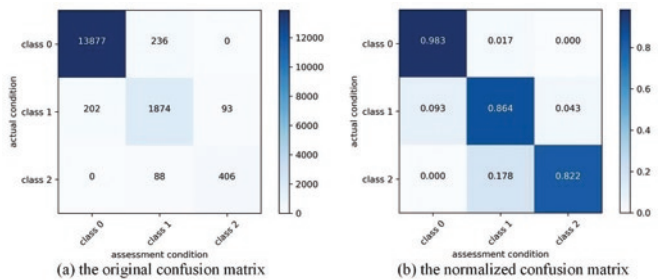 class 0
class 1
class 2
actual condition
13877 236 0
202 1874 93
0 88 406
12000
10000
8000
6000
4000
2000
0
class 0 class 1 class 2
assessment condition
(a) the original confusion matrix
class 0
class 1
class 2
actual condition
0.983 0.017 0.000
0.093 0.864 0.043
0.000 0.178 0.822
0.8
0.6
0.4
0.2
0.0
class 0 class 1 class 2
assessment condition
(b) the normalized confusion matrix